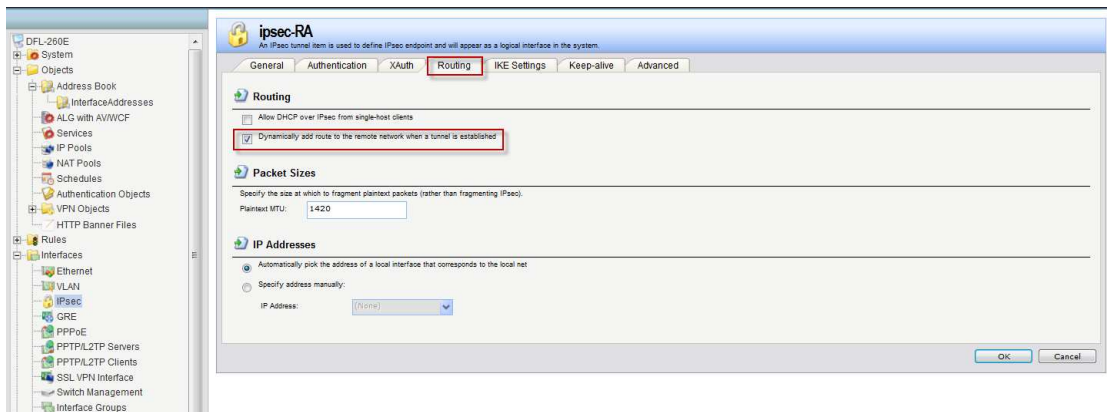 DFL-260E
System
Objects
Address Book
InterfaceAddresses
ALG with AV/WCF
Services
IP Pools
NAT Pools
Schedules
Authentication Objects
VPN Objects
HTTP Banner Files
Rules
Interfaces
Ethernet
VLAN
IPsec
GRE
PPPoE
PPTP/L2TP Servers
PPTP/L2TP Clients
SSL VPN Interface
Switch Management
Interface Groups
ipsec-RA
An IPsec tunnel item is used to define IPsec endpoint and will appear as a logical interface in the system.
General Authentication XAuth Routing IKE Settings Keep-alive Advanced
Routing
Allow DHCP over IPsec from single-host clients
Dynamically add route to the remote network when a tunnel is established
Packet Sizes
Specify the size at which to fragment plaintext packets (rather than fragmenting IPsec).
Plaintext MTU: 1420
IP Addresses
Automatically pick the address of a local interface that corresponds to the local net
Specify address manually:
IP Address: (None)
OK Cancel